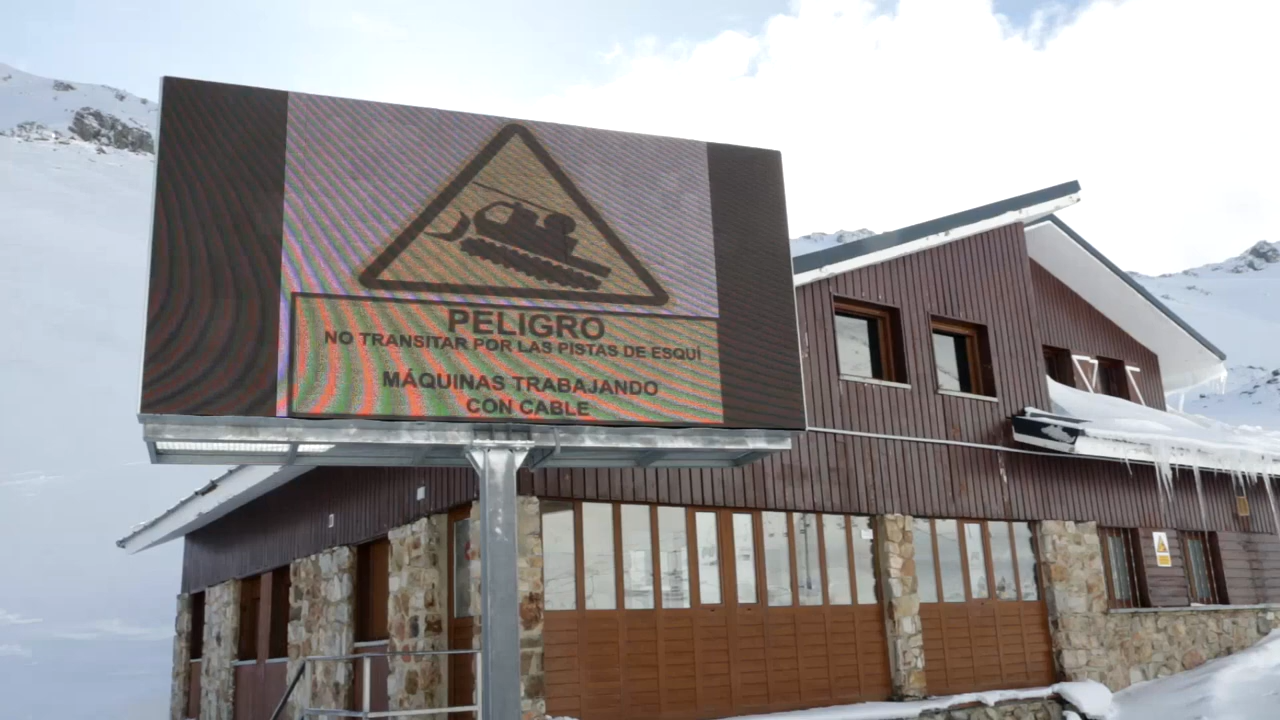 PELIGRO
NO TRANSITAR POR LAS PISTAS DE ESQUÍ
MÁQUINAS TRABAJANDO
CON CABLE